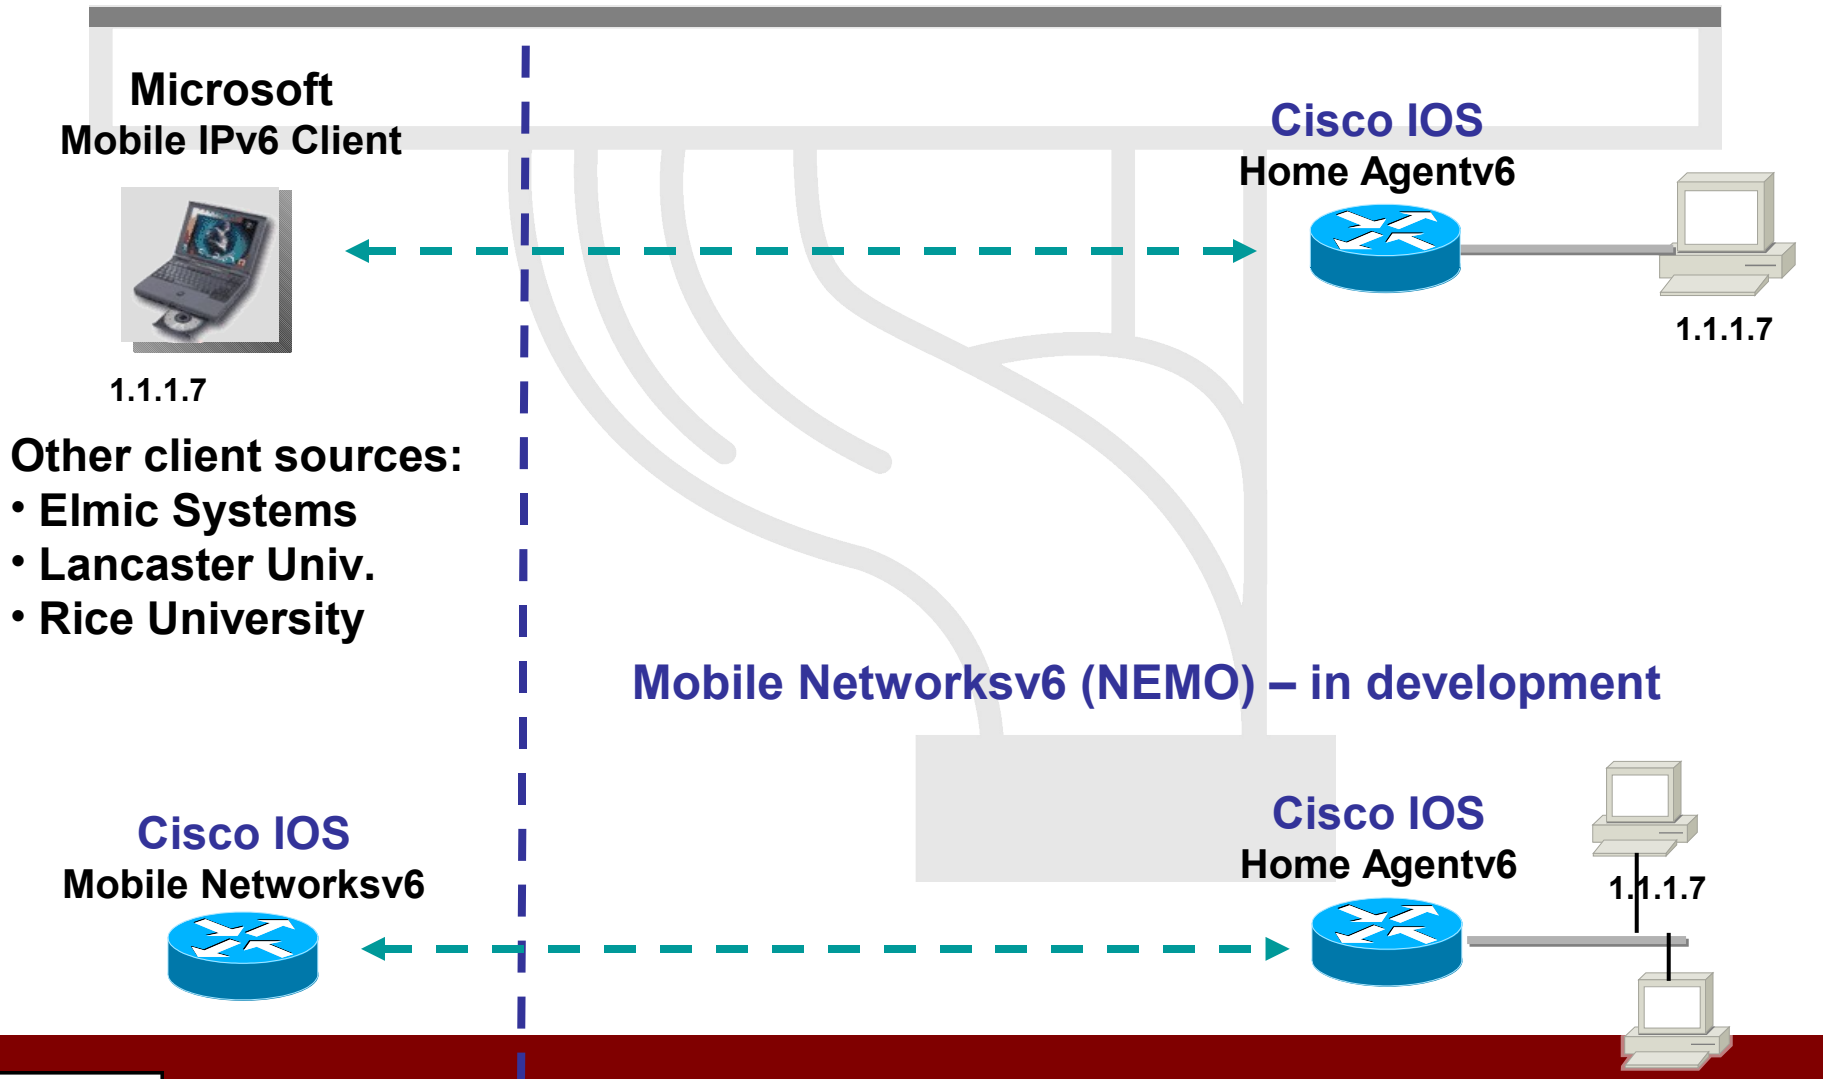 Microsoft
Mobile IPv6 Client
1.1.1.7
Other client sources:
• Elmic Systems
• Lancaster Univ.
• Rice University
Cisco IOS
Home Agentv6
1.1.1.7
Mobile Networksv6 (NEMO) – in development
Cisco IOS
Mobile Networksv6
Cisco IOS
Home Agentv6
1.1.1.7